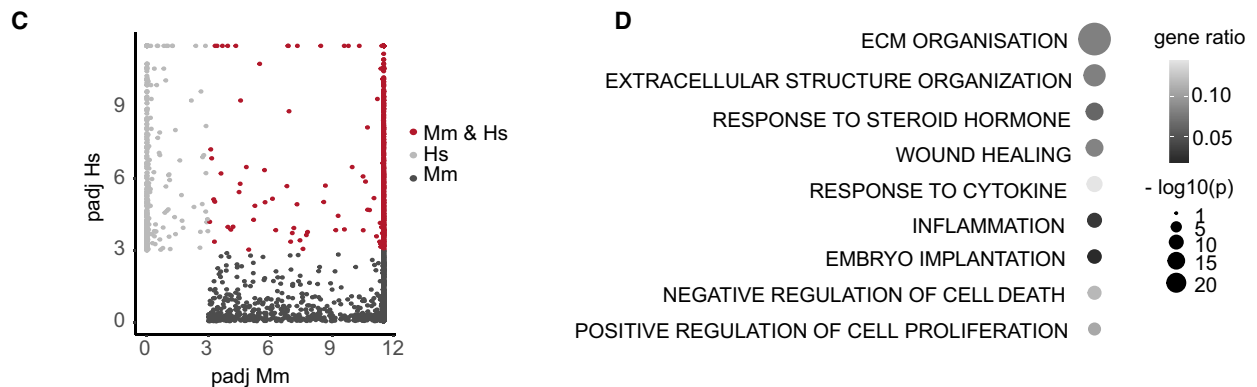 C
padj Hs
9
6
3
0
0 3 6 9 12
padj Mm
Mm & Hs
Hs
Mm
D
ECM ORGANISATION
EXTRACELLULAR STRUCTURE ORGANIZATION
RESPONSE TO STEROID HORMONE
WOUND HEALING
RESPONSE TO CYTOKINE
INFLAMMATION
EMBRYO IMPLANTATION
NEGATIVE REGULATION OF CELL DEATH
POSITIVE REGULATION OF CELL PROLIFERATION
gene ratio
0.10
0.05
- log10(p)
1
5
10
15
20